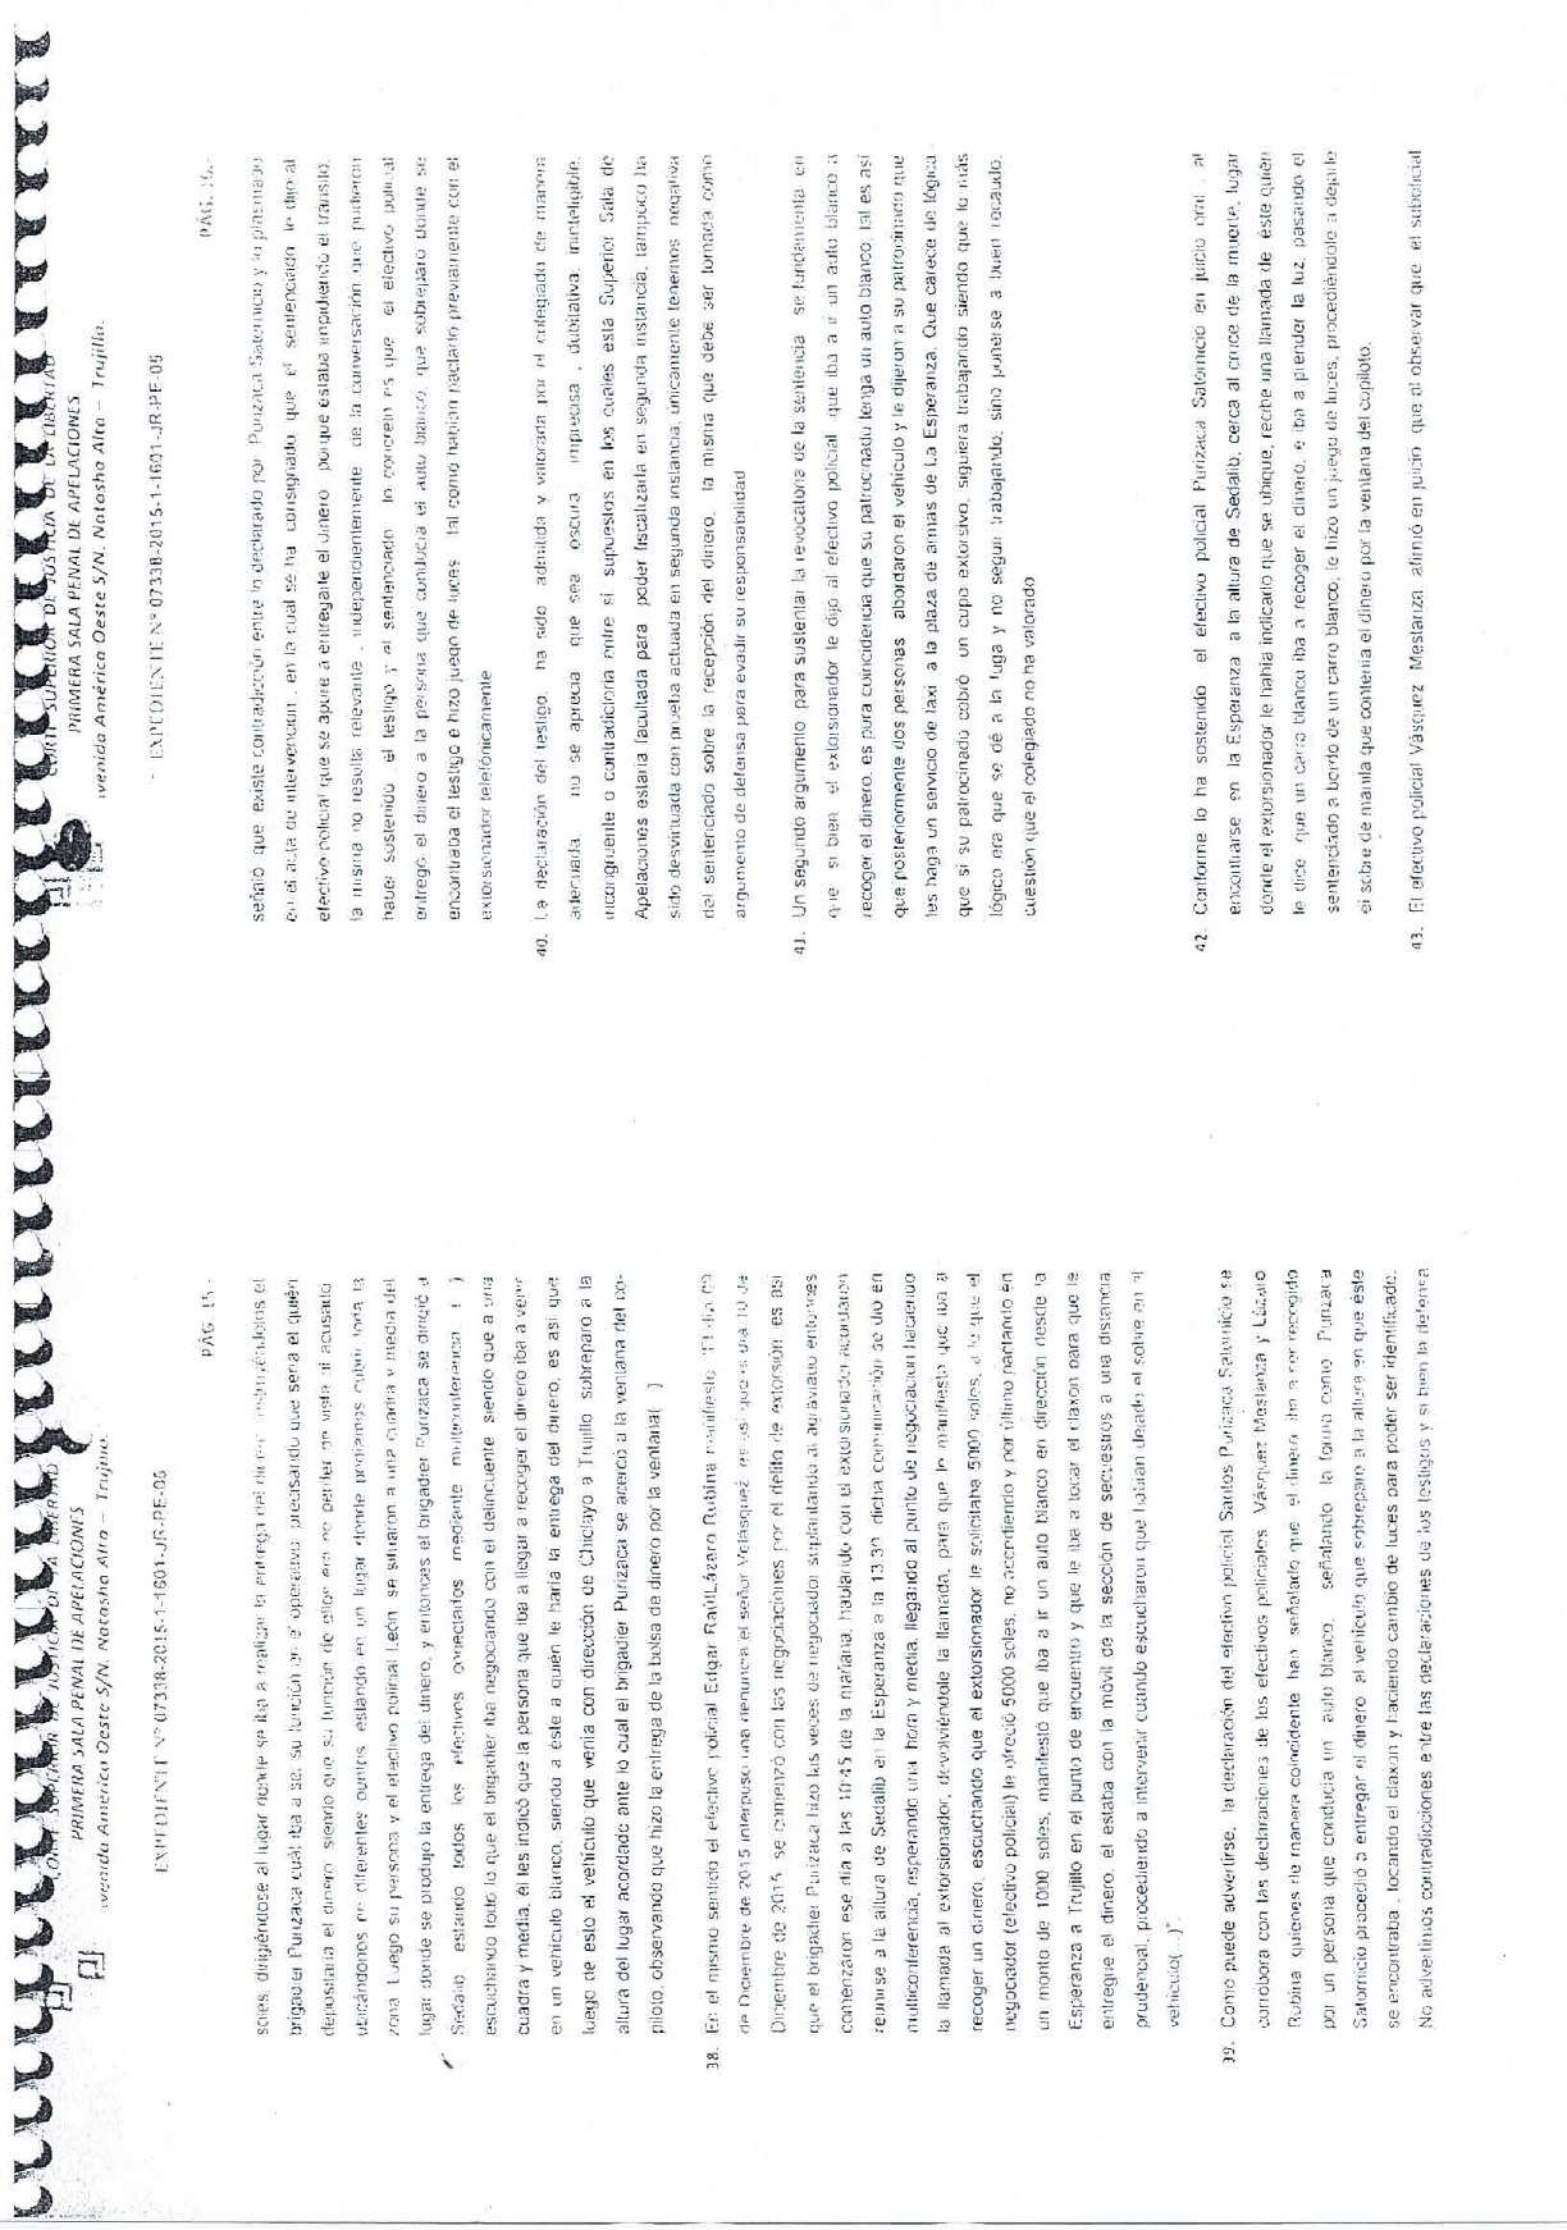 CORTE SUPERIOR DE JUSTICIA DE LA LIBERTAD
PRIMERA SALA PENAL DE APELACIONES
Avenida América Oeste S/N. Natasha Alta – Trujillo.
EXPEDIENTE Nº 07338-2015-1-1601-JR-PE-05
PÁG. 15.-
soles, dirigiéndose al lugar donde se iba a realizar la entrega del dinero, el
brigadier Purizaca cuál iba a ser su función en el operativo, precisando que sería el quién
depositaría el dinero, siendo que su función de ellos era no perder de vista al acusado
ubicándonos en diferentes puntos estando en un lugar donde podíamos cubrir toda la
zona. Luego su persona y el efectivo policial León se situaron a una cuadra y media del
lugar donde se produjo la entrega del dinero, y entonces el brigadier Purizaca se dirigió a
Sedalib estando todos los efectivos conectados mediante multiconferencia ( )
escuchando todo lo que el brigadier iba negociando con el delincuente siendo que a una
cuadra y media, él les indicó que la persona que iba a llegar a recoger el dinero iba a venir
en un vehículo blanco, siendo a éste a quién le haría la entrega del dinero, es así que
luego de esto el vehículo que venía con dirección de Chiclayo a Trujillo sobreparo a la
altura del lugar acordado ante lo cual el brigadier Purizaca se acercó a la ventana del co-
piloto, observando que hizo la entrega de la bolsa de dinero por la ventana( )
38. En el mismo sentido el efectivo policial Edgar Raúl Lázaro Rubina manifiesto "El día 09
de Diciembre de 2015 interpuso una denuncia el señor Velásquez, es así que el día 10 de
Diciembre de 2015 se comenzó con las negociaciones por el delito de extorsión es así
que el brigadier Purizaca hizo las veces de negociador suplantando al agraviado entonces
comenzaron ese día a las 10:45 de la mañana, hablando con el extorsionador acordaron
reunirse a la altura de Sedalib en la Esperanza a la 13:30 dicha comunicación se dio en
multiconferencia, esperando una hora y media, llegando al punto de negociación haciendo
la llamada al extorsionador, devolviéndole la llamada, para que le manifiesta que iba a
recoger un dinero, escuchando que el extorsionador le solicitaba 5000 soles, a lo que el
negociador (efectivo policial) le ofreció 5000 soles, no accediendo y por último pactando en
un monto de 1000 soles, manifestó que iba a ir un auto blanco en dirección desde la
Esperanza a Trujillo en el punto de encuentro y que le iba a tocar el claxon para que le
entregue el dinero, él estaba con la móvil de la sección de secuestros a una distancia
prudencial, procediendo a intervenir cuando escucharon que habían dejado el sobre en el
vehículo(...)".
39. Como puede advertirse, la declaración del efectivo policial Santos Purizaca Satornicio se
corrobora con las declaraciones de los efectivos policiales Vásquez Mestanza y Lázaro
Rubina quienes de manera coincidente han señalado que el dinero iba a ser recogido
por un persona que conducía un auto blanco, señalando la forma como Purizaca
Satornicio procedió a entregar el dinero al vehículo que sobreparo a la altura en que éste
se encontraba , tocando el claxon y haciendo cambio de luces para poder ser identificado.
No advertimos contradicciones entre las declaraciones de los testigos y si bien la defensa
CORTE SUPERIOR DE JUSTICIA DE LA LIBERTAD
PRIMERA SALA PENAL DE APELACIONES
Avenida América Oeste S/N. Natasha Alta – Trujillo.
EXPEDIENTE Nº 07338-2015-1-1601-JR-PE-05
PÁG. 16.-
señaló que existe contradicción entre lo declarado por Purizaca Satornicio y lo plasmado
en el acta de intervención , en la cual se ha consignado que el sentenciado le dijo al
efectivo policial que se apure a entregarle el dinero porque estaba impidiendo el tránsito,
la misma no resulta relevante , independientemente de la conversación que pudieron
haber sostenido el testigo y el sentenciado lo concreto es que el efectivo policial
entregó el dinero a la persona que conducía el auto blanco, que sobreparo donde se
encontraba el testigo e hizo juego de luces tal como habían pactado previamente con el
extorsionador telefónicamente
40. La declaración del testigo, ha sido admitida y valorada por el colegiado de manera
adecuada no se aprecia que sea oscura imprecisa , dubitativa, ininteligible,
incongruente o contradictoria entre sí supuestos en los cuales esta Superior Sala de
Apelaciones estaría facultada para poder fiscalizarla en segunda instancia, tampoco ha
sido desvirtuada con prueba actuada en segunda instancia, únicamente tenemos negativa
del sentenciado sobre la recepción del dinero, la misma que debe ser tomada como
argumento de defensa para evadir su responsabilidad
41. Un segundo argumento para sustentar la revocatoria de la sentencia se fundamenta en
que si bien el extorsionador le dijo al efectivo policial que iba a ir un auto blanco a
recoger el dinero, es pura coincidencia que su patrocinado tenga un auto blanco, tal es así
que posteriormente dos personas abordaron el vehículo y le dijeron a su patrocinado que
les haga un servicio de taxi a la plaza de armas de La Esperanza. Que carece de lógica
que si su patrocinado cobró un cupo extorsivo, siguiera trabajando siendo que lo más
lógico era que se dé a la fuga y no seguir trabajando, sino ponerse a buen recaudo,
cuestión que el colegiado no ha valorado
42. Conforme lo ha sostenido el efectivo policial Purizaca Satornicio en juicio oral , al
encontrarse en la Esperanza a la altura de Sedalib, cerca al cruce de la muerte, lugar
donde el extorsionador le había indicado que se ubique, recibe una llamada de éste quién
le dice que un carro blanco iba a recoger el dinero, e iba a prender la luz, pasando el
sentenciado a bordo de un carro blanco, le hizo un juego de luces, procediéndole a dejarle
el sobre de manila que contenía el dinero por la ventana del copiloto.
43. El efectivo policial Vásquez Mestanza afirmó en juicio que al observar que el suboficial